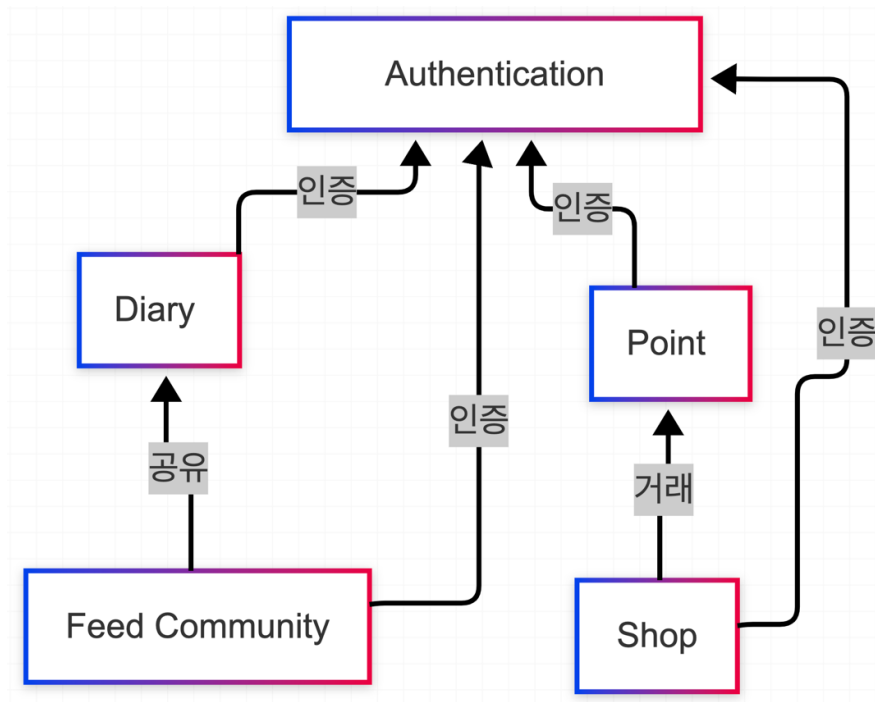 Authentication
인증
인증
Diary
Point
인증
인증
공유
거래
Feed Community
Shop